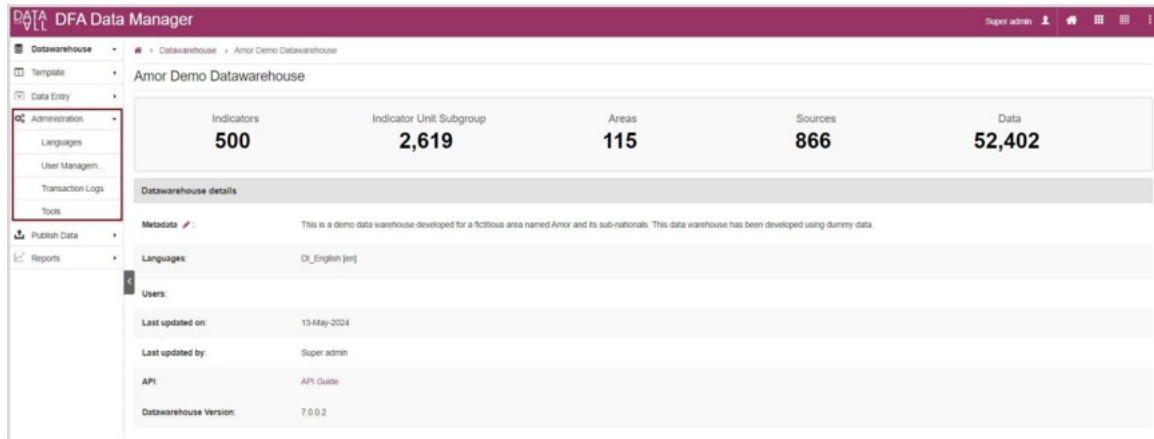 DATA
FOR
ALL
DFA Data Manager
Super admin
Datawarehouse
Template
Data Entry
Administration
Languages
User Managem...
Transaction Logs
Tools
Publish Data
Reports
> Datawarehouse > Amor Demo Datawarehouse
Amor Demo Datawarehouse
Indicators Indicator Unit Subgroup Areas Sources Data
500 2,619 115 866 52,402
Datawarehouse details
Metadata : This is a demo data warehouse developed for a fictitious area named Amor and its sub-nationals. This data warehouse has been developed using dummy data.
Languages: DI_English [en]
Users:
Last updated on: 13-May-2024
Last updated by: Super admin
API: API Guide
Datawarehouse Version: 7.0.0.2